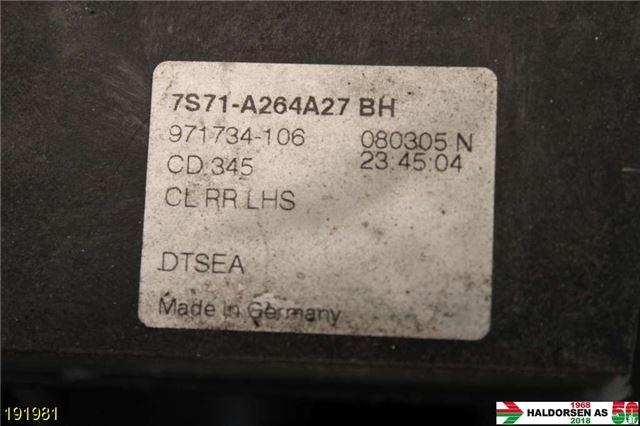 7S71-A264A27 BH
971734-106 080305 N
CD 345 23:45:04
CL RR LHS
DTSEA
Made in Germany
191981
1968
HALDORSEN AS
2018
50